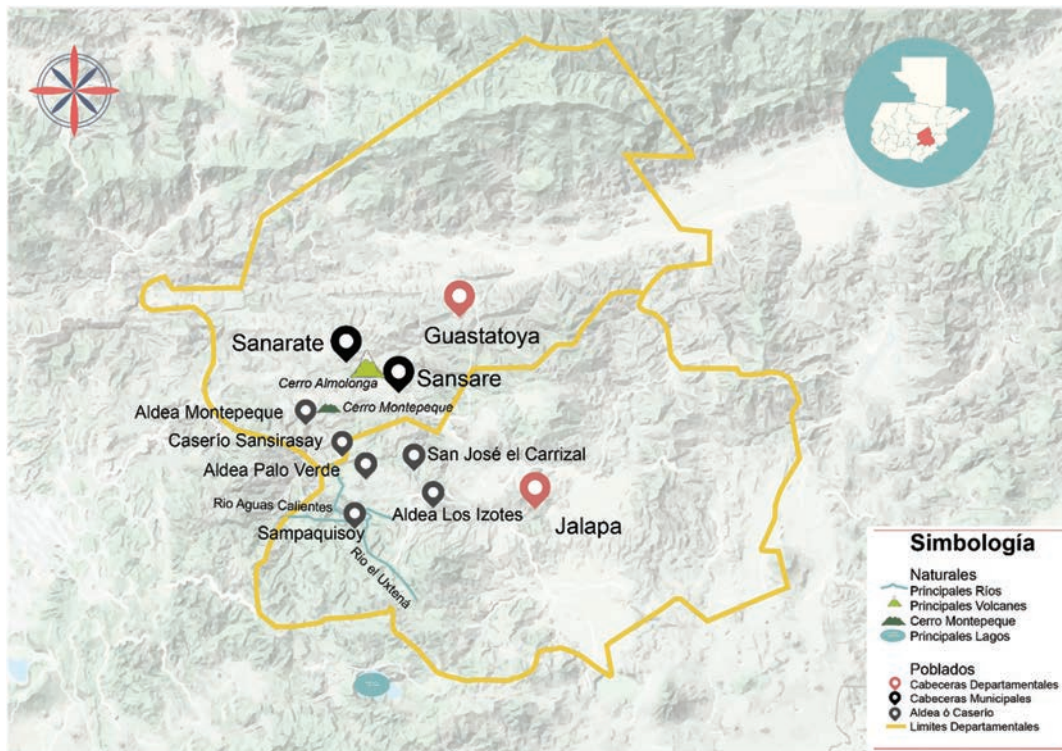 Guastatoya
Sanarate
Sansare
Cerro Almolonga
Cerro Montepeque
Aldea Montepeque
Caserio Sansirasay
San José el Carrizal
Aldea Palo Verde
Rio Aguas Calientes
Aldea Los Izotes
Jalapa
Sampaquisoy
Rio el Uxtená
Simbología
Naturales
Principales Ríos
Principales Volcanes
Cerro Montepeque
Principales Lagos
Poblados
Cabeceras Departamentales
Cabeceras Municipales
Aldea ó Caserío
Limites Departamentales